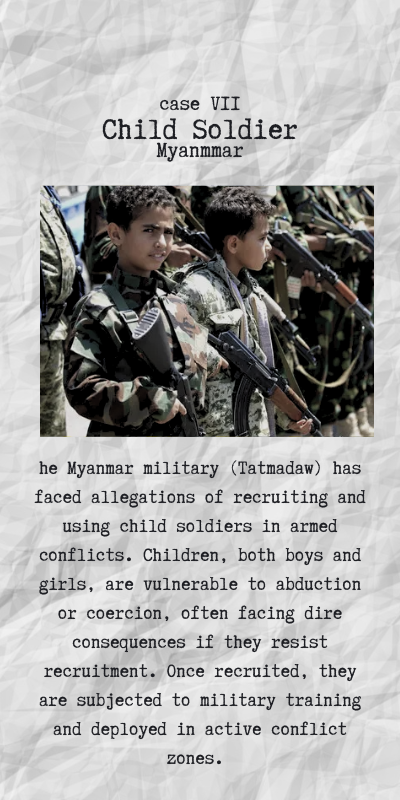 case VII
Child Soldier
Myanmmar
he Myanmar military (Tatmadaw) has
faced allegations of recruiting and
using child soldiers in armed
conflicts. Children, both boys and
girls, are vulnerable to abduction
or coercion, often facing dire
consequences if they resist
recruitment. Once recruited, they
are subjected to military training
and deployed in active conflict
zones.